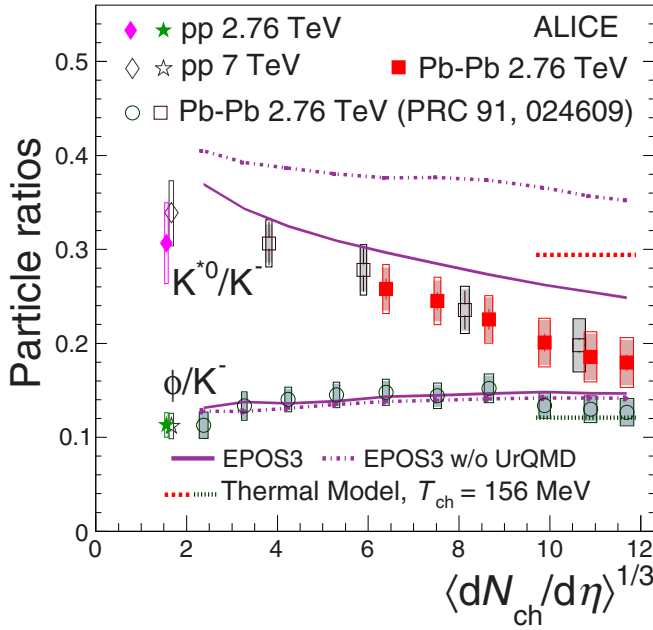 pp 2.76 TeV ALICE
pp 7 TeV Pb-Pb 2.76 TeV
Pb-Pb 2.76 TeV (PRC 91, 024609)
Particle ratios
0.5
0.4
0.3
0.2
0.1
0
K*0/K-
ϕ/K-
EPOS3 EPOS3 w/o UrQMD
Thermal Model, Tch = 156 MeV
0 2 4 6 8 10 12
⟨dNch/dη⟩1/3